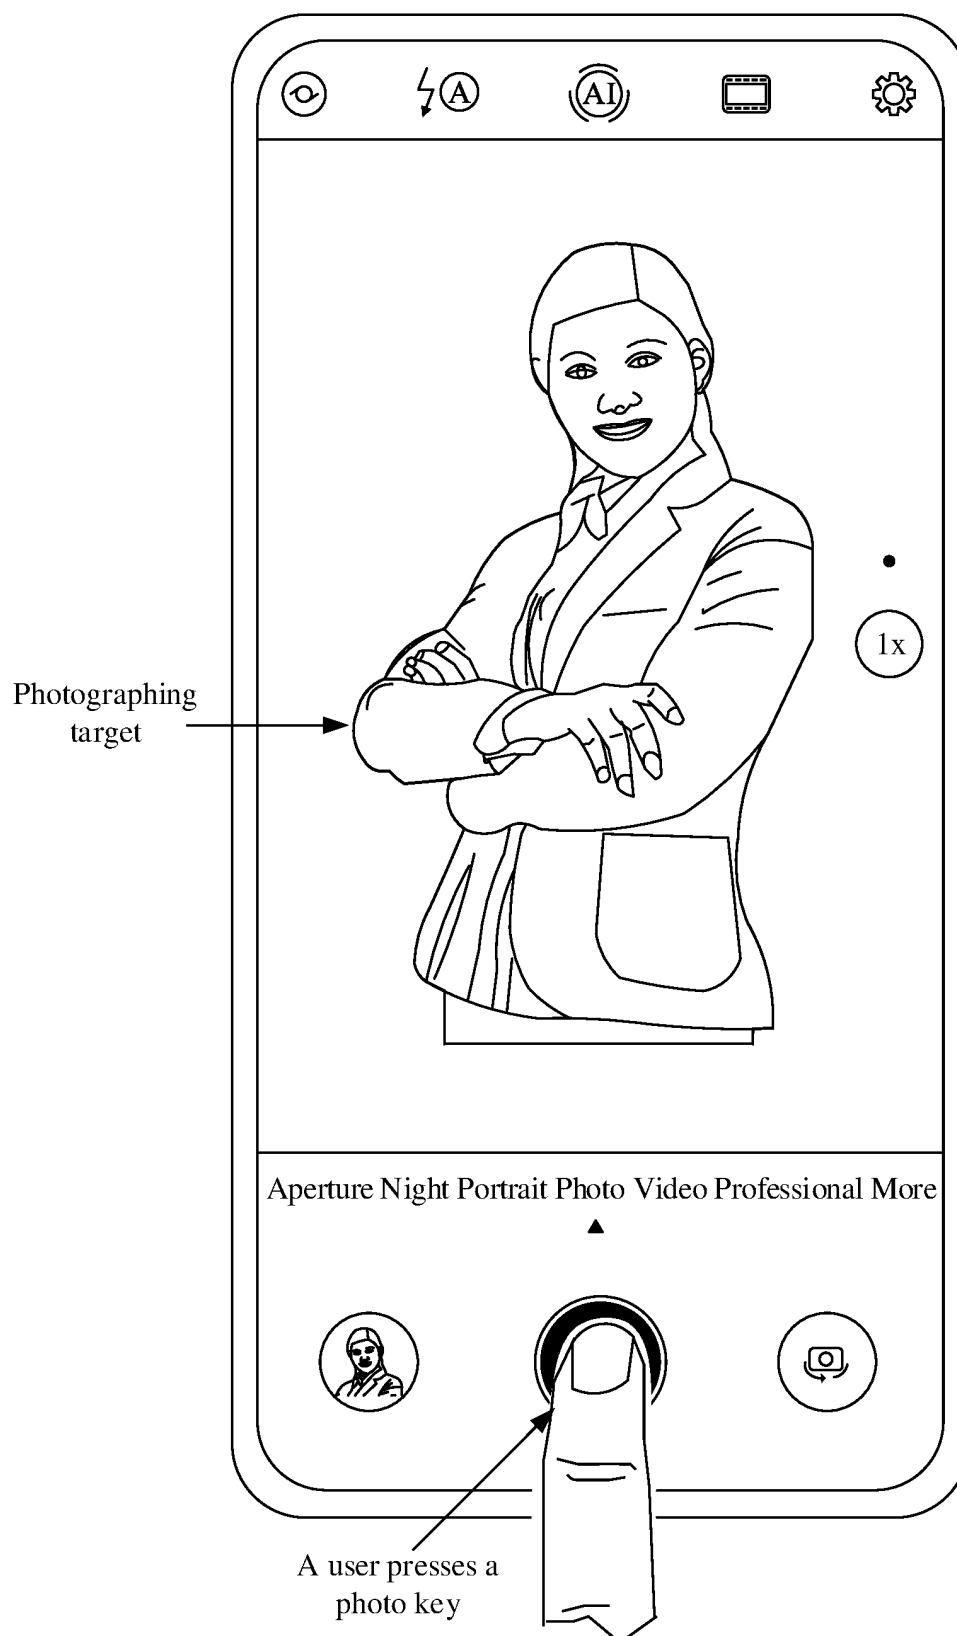 A AI
1x
Photographing
target
Aperture Night Portrait Photo Video Professional More
A user presses a
photo key